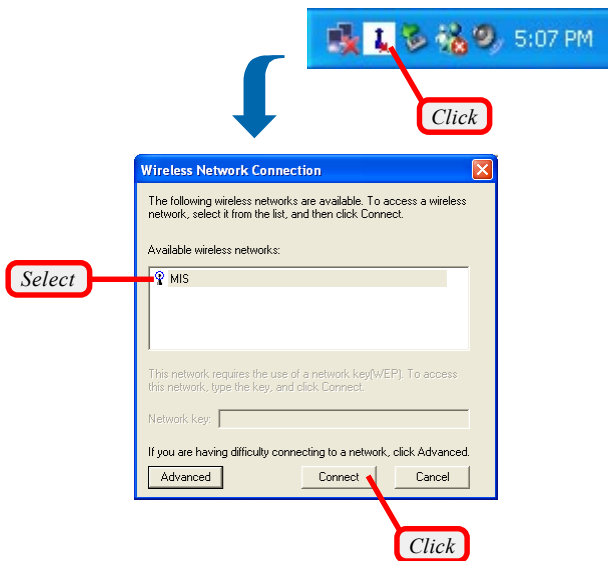 5:07 PM
Click
Wireless Network Connection
The following wireless networks are available. To access a wireless
network, select it from the list, and then click Connect.
Available wireless networks:
Select
MIS
This network requires the use of a network key(WEP). To access
this network, type the key, and click Connect.
Network key:
If you are having difficulty connecting to a network, click Advanced.
Advanced
Connect
Cancel
Click